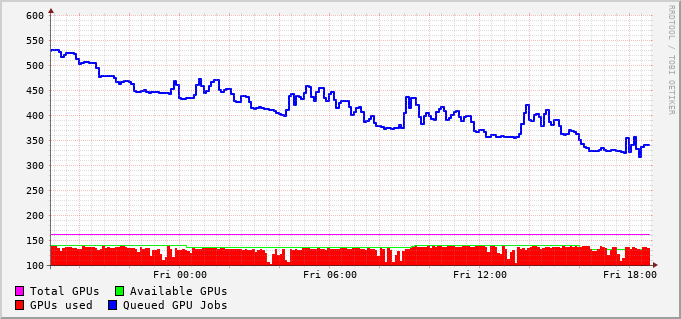 600
550
500
450
400
350
300
250
200
150
100
Fri 00:00 Fri 06:00 Fri 12:00 Fri 18:00
Total GPUs Available GPUs
GPUs used Queued GPU Jobs
RRDTOOL / TOBI OETIKER